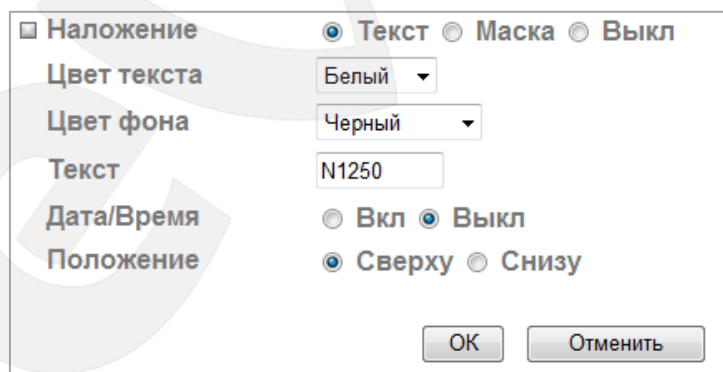 Наложение Текст Маска Выкл
Цвет текста Белый
Цвет фона Черный
Текст N1250
Дата/Время Вкл Выкл
Положение Сверху Снизу
ОК Отменить